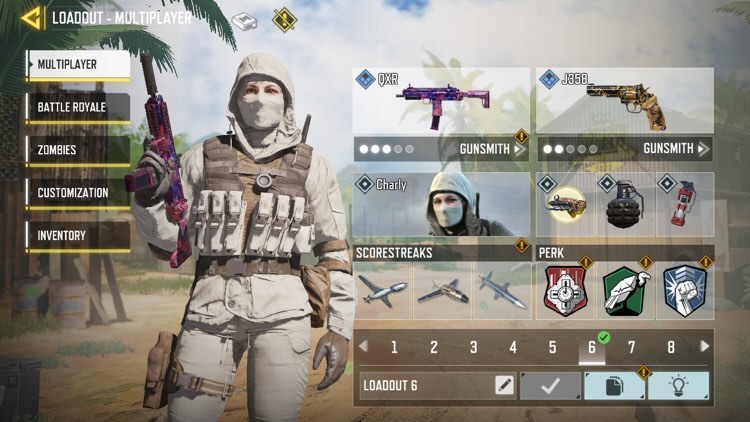 LOADOUT - MULTIPLAYER
MULTIPLAYER
BATTLE ROYALE
ZOMBIES
CUSTOMIZATION
INVENTORY
QXR
J358
GUNSMITH
GUNSMITH
Charly
SCORESTREAKS
PERK
1 2 3 4 5 6 7 8
LOADOUT 6